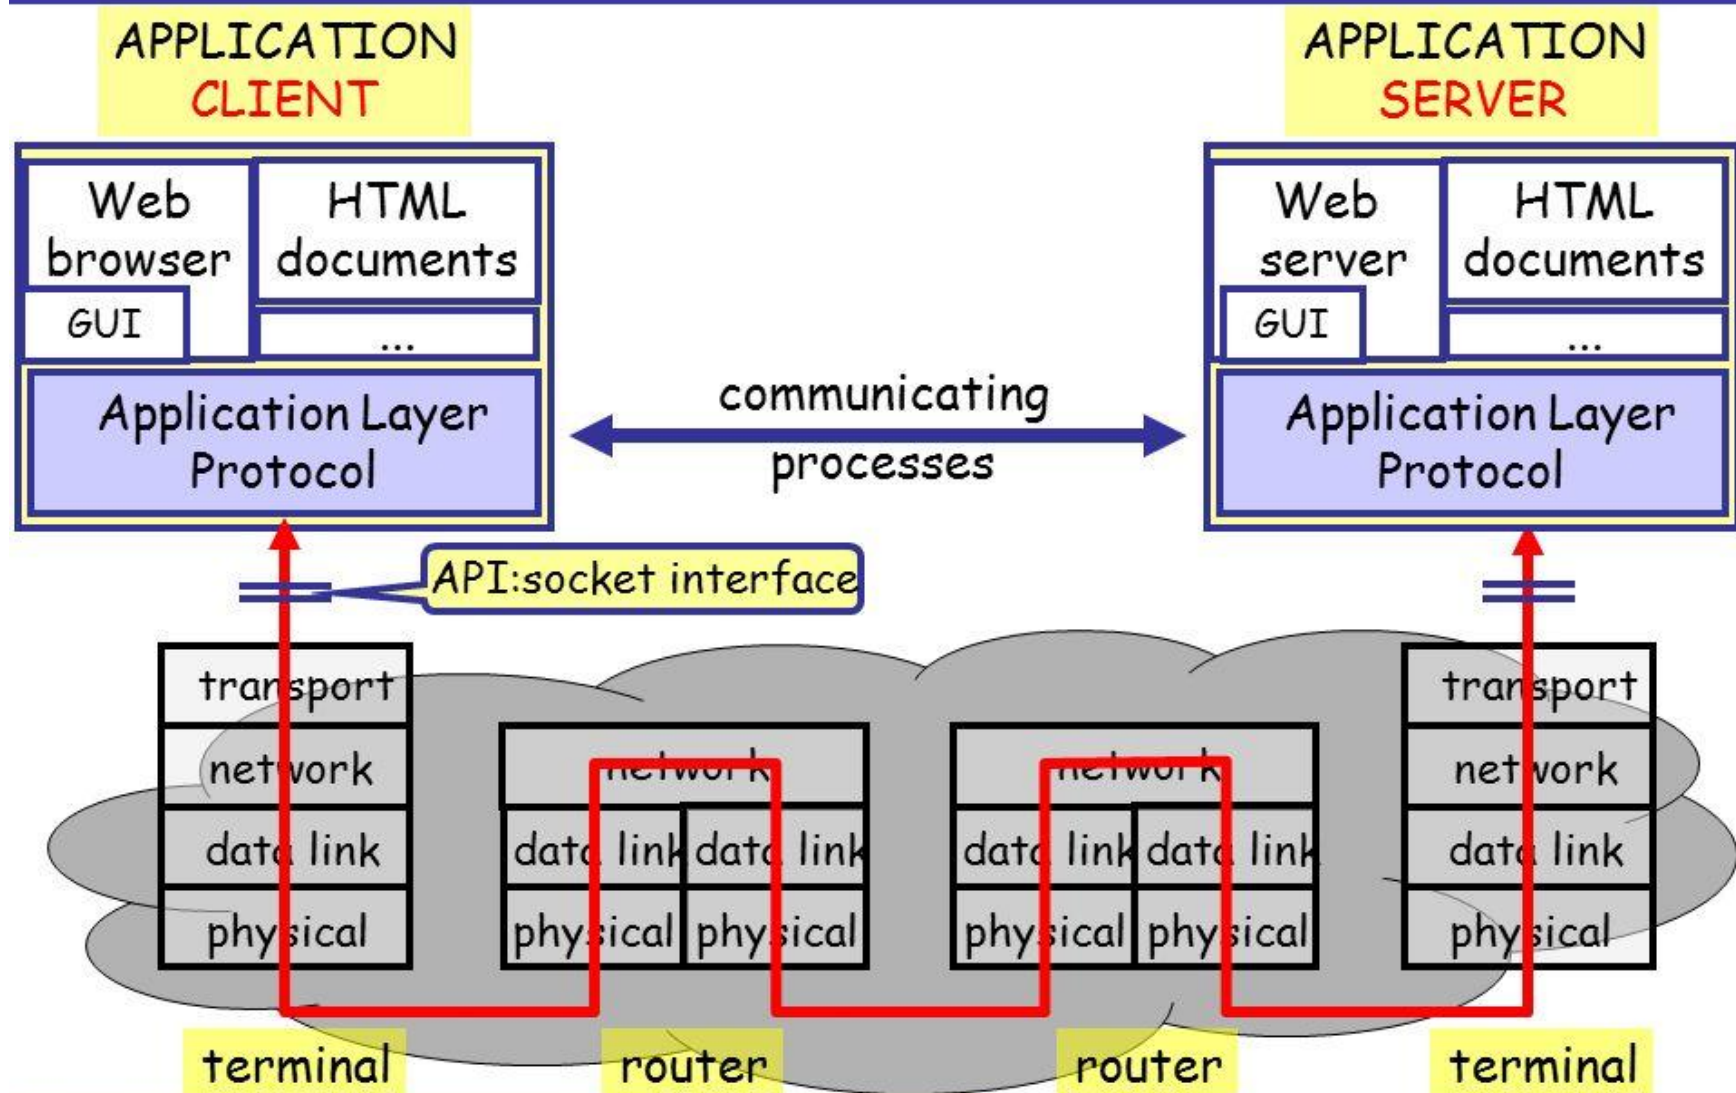 APPLICATION
CLIENT
APPLICATION
SERVER
Web
browser
GUI
HTML
documents
...
Application Layer
Protocol
communicating
processes
Web
server
GUI
HTML
documents
...
Application Layer
Protocol
API:socket interface
transport
network
data link
physical
network
data link
data link
physical
physical
network
data link
data link
physical
physical
transport
network
data link
physical
terminal
router
router
terminal